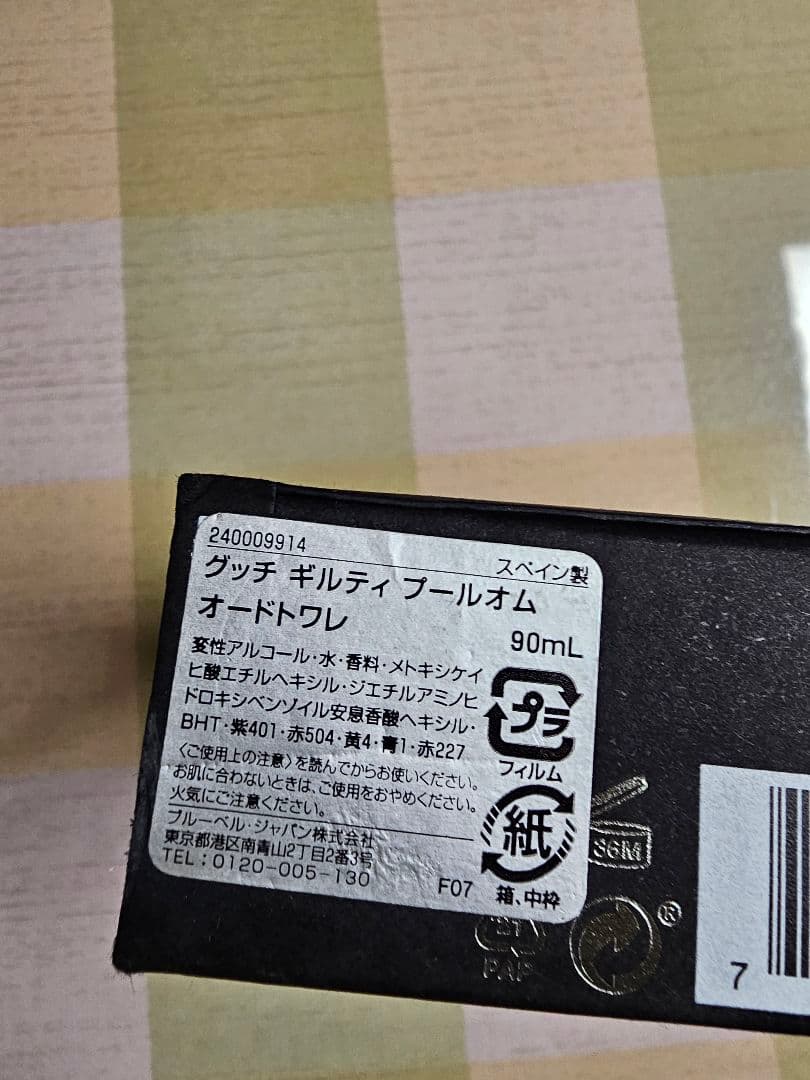 240009914
スペイン製
グッチ ギルティ プールオム
オードトワレ
90mL
変性アルコール・水・香料・メトキシケイ
ヒ酸エチルヘキシル・ジエチルアミノヒ
ドロキシベンゾイル安息香酸ヘキシル・
BHT・紫401・赤504・黄4・青1・赤227
〈ご使用上の注意〉を読んでからお使いください。
お肌に合わないときは、ご使用をおやめください。
火気にご注意ください。
ブルーベル・ジャパン株式会社
東京都港区南青山2丁目2番3号
TEL：0120-005-130
F07
プラ
フィルム
紙
箱、中枠
36M
21
PAP
®
7